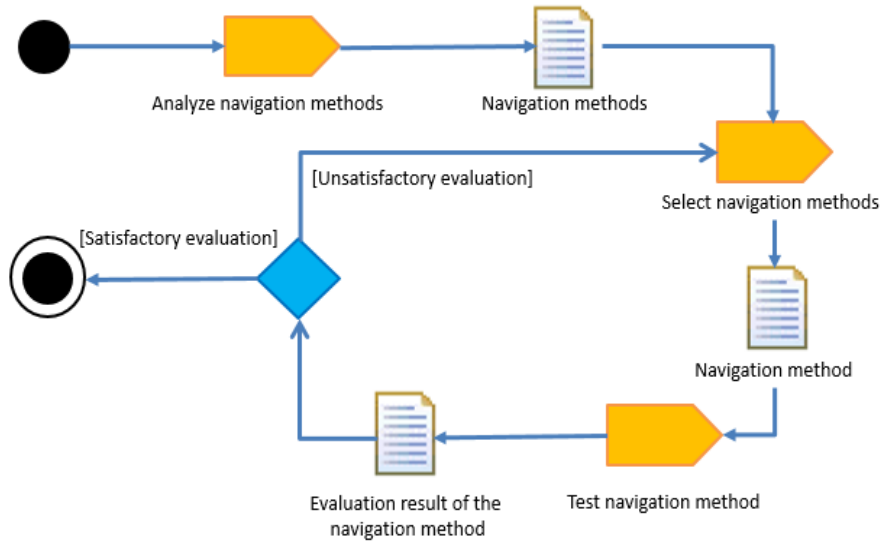 Analyze navigation methods
Navigation methods
[Unsatisfactory evaluation]
Select navigation methods
[Satisfactory evaluation]
Navigation method
Evaluation result of the
navigation method
Test navigation method